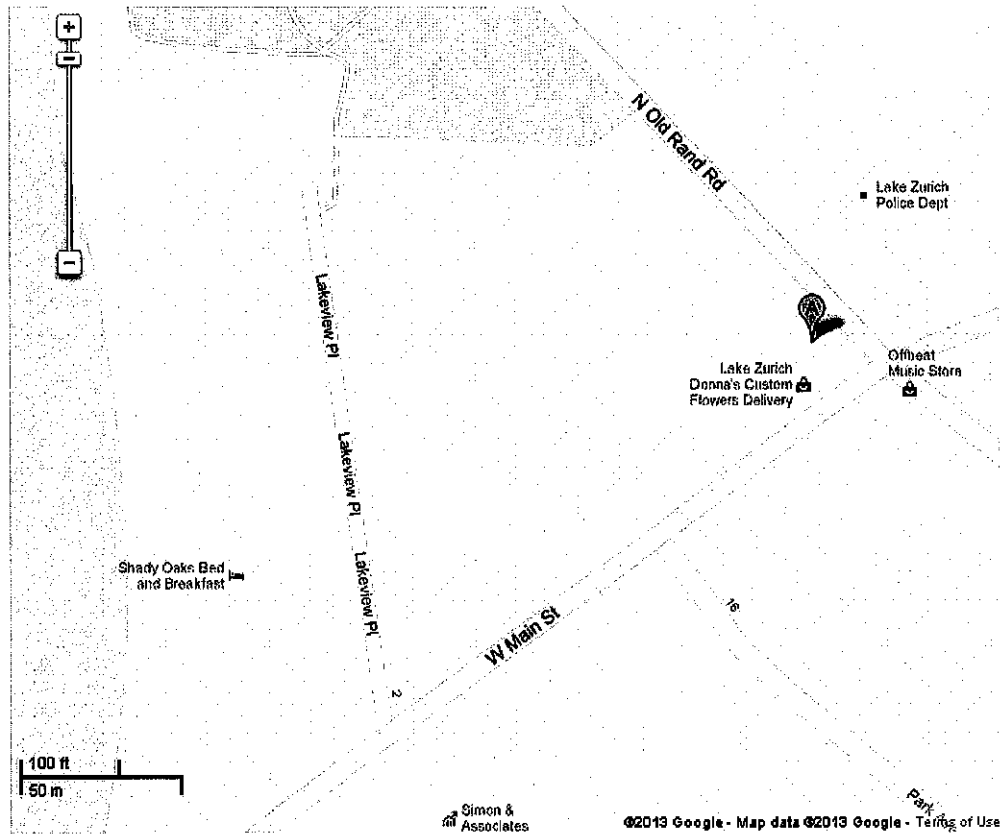 N Old Rand Rd
Lake Zurich
Police Dept
Lakeview Pl
Lake Zurich
Donna's Custom
Flowers Delivery
Offbeat
Music Store
Lakeview Pl
Lakeview Pl
Shady Oaks Bed
and Breakfast
16
W Main St
2
100 ft
50 m
Simon &
Associates
Park
©2013 Google - Map data ©2013 Google - Terms of Use